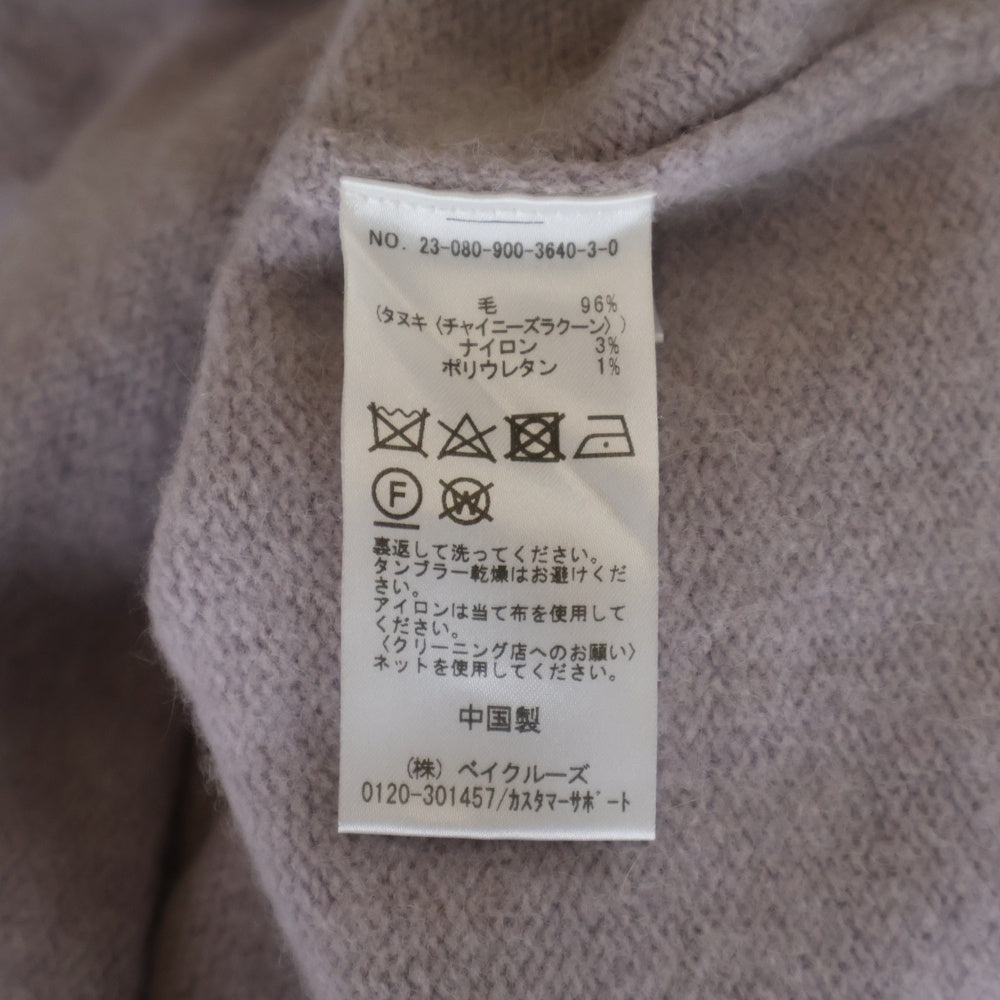 NO. 23-080-900-3640-3-0
毛 96%
(タヌキ〈チャイニーズラクーン〉)
ナイロン 3%
ポリウレタン 1%
F W
裏返して洗ってください。
タンブラー乾燥はお避けくだ
さい。
アイロンは当て布を使用して
ください。
〈クリーニング店へのお願い〉
ネットを使用してください。
中国製
(株) ベイクルーズ
0120-301457/カスタマーサポート